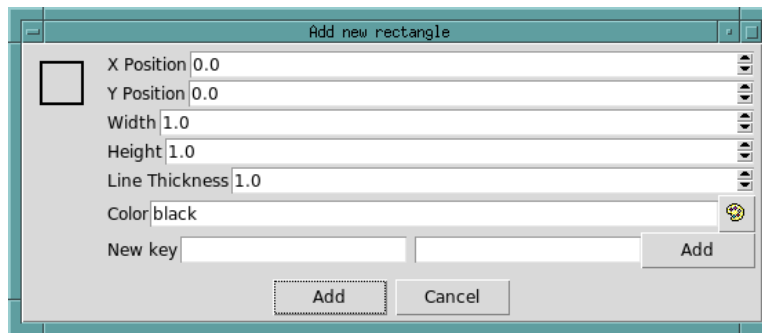 Add new rectangle
X Position 0.0
Y Position 0.0
Width 1.0
Height 1.0
Line Thickness 1.0
Color black
New key Add
Add Cancel